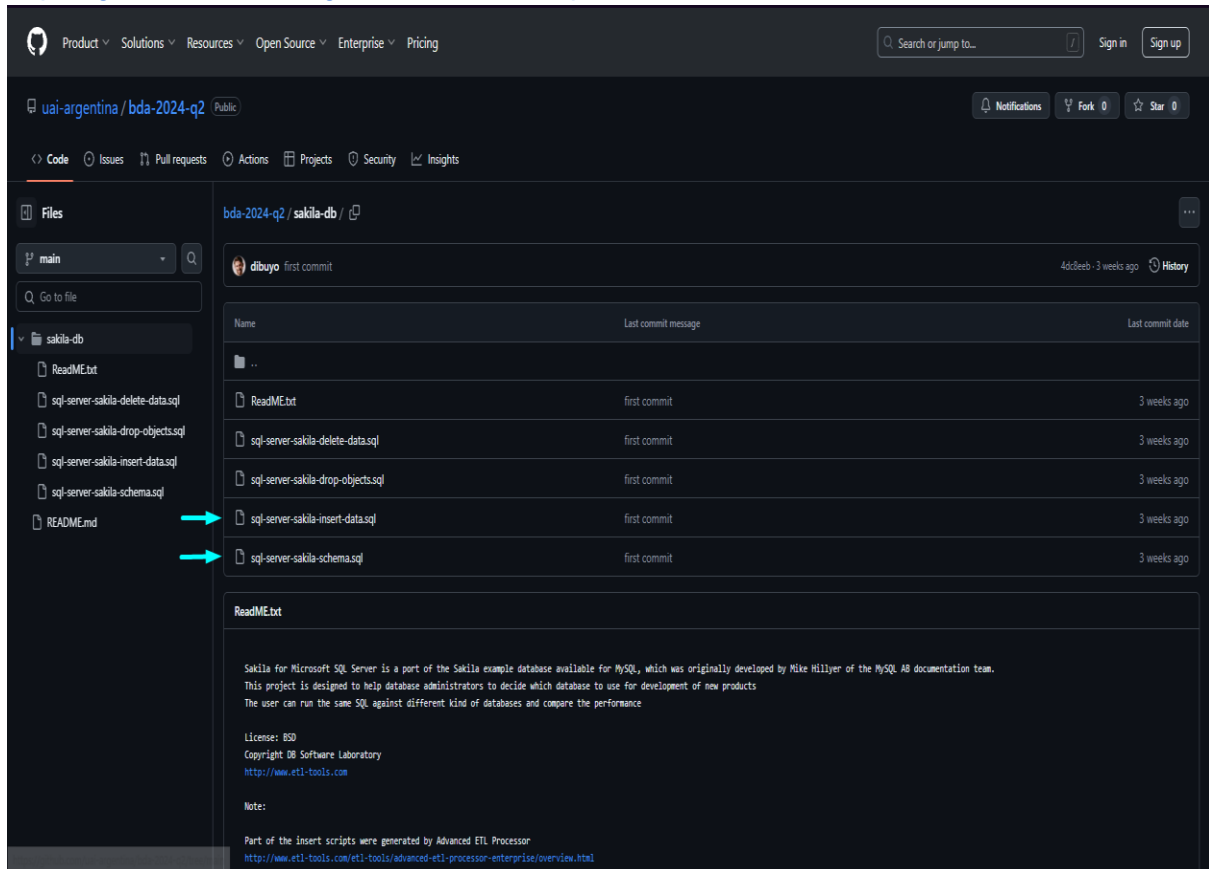 Product Solutions Resources Open Source Enterprise Pricing Search or jump to... / Sign in Sign up
uai-argentina / bda-2024-q2 Public Notifications Fork 0 Star 0
Code Issues Pull requests Actions Projects Security Insights
Files
main
Go to file
sakila-db
ReadME.txt
sql-server-sakila-delete-data.sql
sql-server-sakila-drop-objects.sql
sql-server-sakila-insert-data.sql
sql-server-sakila-schema.sql
README.md
bda-2024-q2 / sakila-db /
dibuyo first commit 4dc8eeb · 3 weeks ago History
Name Last commit message Last commit date
..
ReadME.txt first commit 3 weeks ago
sql-server-sakila-delete-data.sql first commit 3 weeks ago
sql-server-sakila-drop-objects.sql first commit 3 weeks ago
sql-server-sakila-insert-data.sql first commit 3 weeks ago
sql-server-sakila-schema.sql first commit 3 weeks ago
ReadME.txt
Sakila for Microsoft SQL Server is a part of the Sakila example database available for MySQL, which was originally developed by Mike Hillyer of the MySQL AB documentation team.
This project is designed to help database administrators to decide which database to use for development of new products
The user can run the same SQL against different kind of databases and compare the performance
License: BSD
Copyright DB Software Laboratory
http://www.etl-tools.com
Note:
Part of the insert scripts were generated by Advanced ETL Processor
http://www.etl-tools.com/etl-tools/advanced-etl-processor-enterprise/overview.html